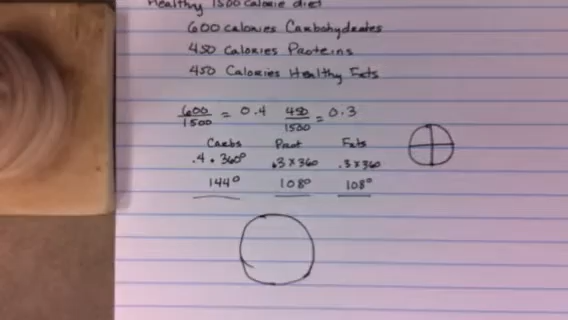 Healthy 1500 calorie diet
600 calories Carbohydrates
450 Calories Proteins
450 Calories Healthy Fats
600/1500 = 0.4 450/1500 = 0.3
Carbs Prot Fats
.4 • 360° .3 x 360 .3 x 360
144° 108° 108°